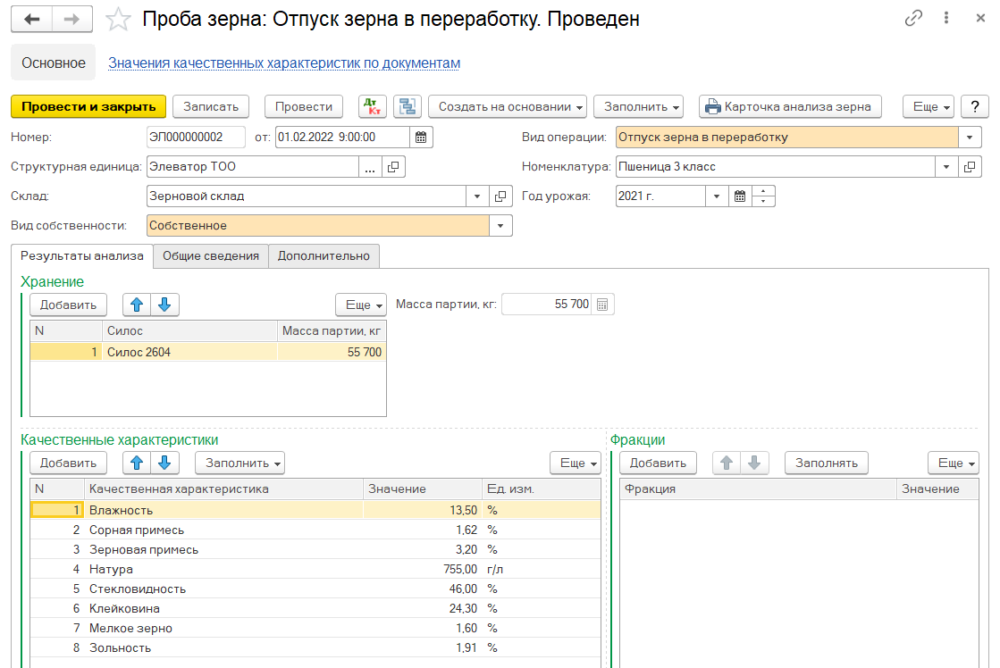 Проба зерна: Отпуск зерна в переработку. Проведен
Основное Значения качественных характеристик по документам
Провести и закрыть Записать Провести Дт Кт Создать на основании Заполнить Карточка анализа зерна Еще ?
Номер: ЭЛ000000002 от: 01.02.2022 9:00:00 Вид операции: Отпуск зерна в переработку
Структурная единица: Элеватор ТОО ... Номенклатура: Пшеница 3 класс
Склад: Зерновой склад Год урожая: 2021 г.
Вид собственности: Собственное
Результаты анализа Общие сведения Дополнительно
Хранение
Добавить Еще Масса партии, кг: 55 700
N Силос Масса партии, кг
1 Силос 2604 55 700
Качественные характеристики Фракции
Добавить Заполнить Еще Добавить Заполнять Еще
N Качественная характеристика Значение Ед. изм. Фракция Значение
1 Влажность 13,50 %
2 Сорная примесь 1,62 %
3 Зерновая примесь 3,20 %
4 Натура 755,00 г/л
5 Стекловидность 46,00 %
6 Клейковина 24,30 %
7 Мелкое зерно 1,60 %
8 Зольность 1,91 %